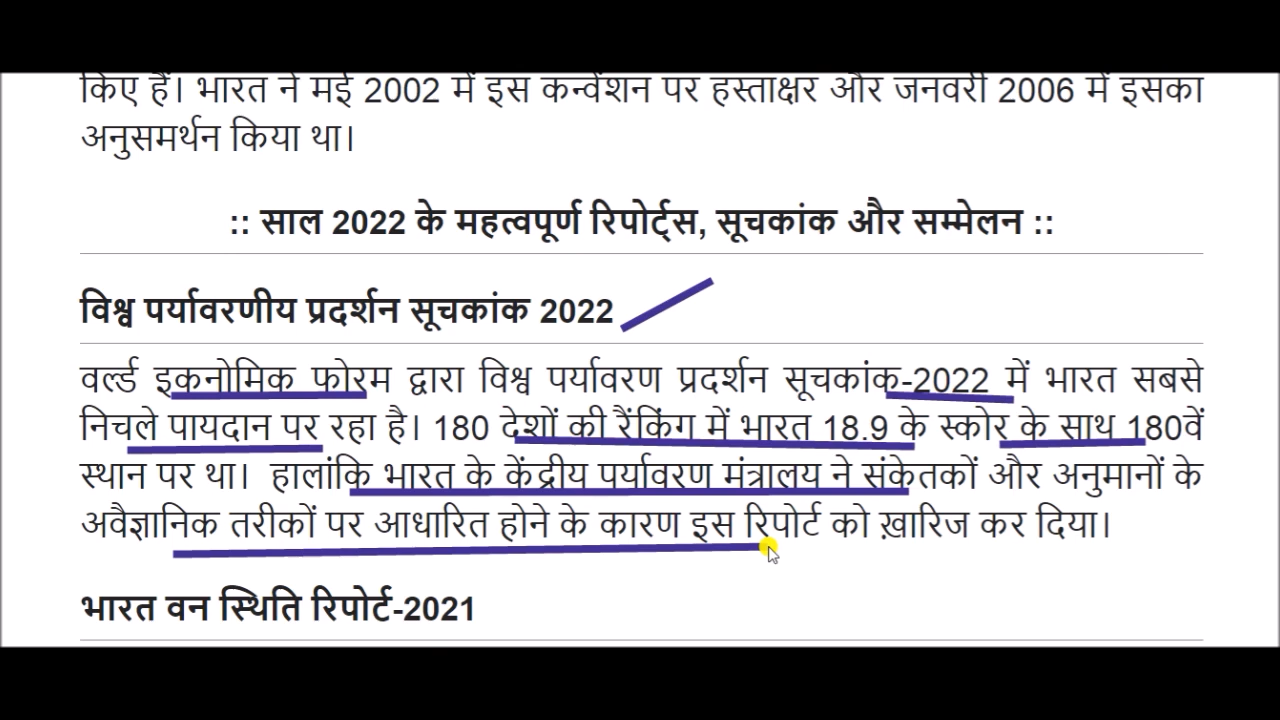 किए हैं। भारत ने मई 2002 में इस कन्वेंशन पर हस्ताक्षर और जनवरी 2006 में इसका
अनुसमर्थन किया था।
:: साल 2022 के महत्वपूर्ण रिपोर्ट्स, सूचकांक और सम्मेलन ::
विश्व पर्यावरणीय प्रदर्शन सूचकांक 2022
वर्ल्ड इकनोमिक फोरम द्वारा विश्व पर्यावरण प्रदर्शन सूचकांक-2022 में भारत सबसे
निचले पायदान पर रहा है। 180 देशों की रैंकिंग में भारत 18.9 के स्कोर के साथ 180वें
स्थान पर था। हालांकि भारत के केंद्रीय पर्यावरण मंत्रालय ने संकेतकों और अनुमानों के
अवैज्ञानिक तरीकों पर आधारित होने के कारण इस रिपोर्ट को ख़ारिज कर दिया।
भारत वन स्थिति रिपोर्ट-2021